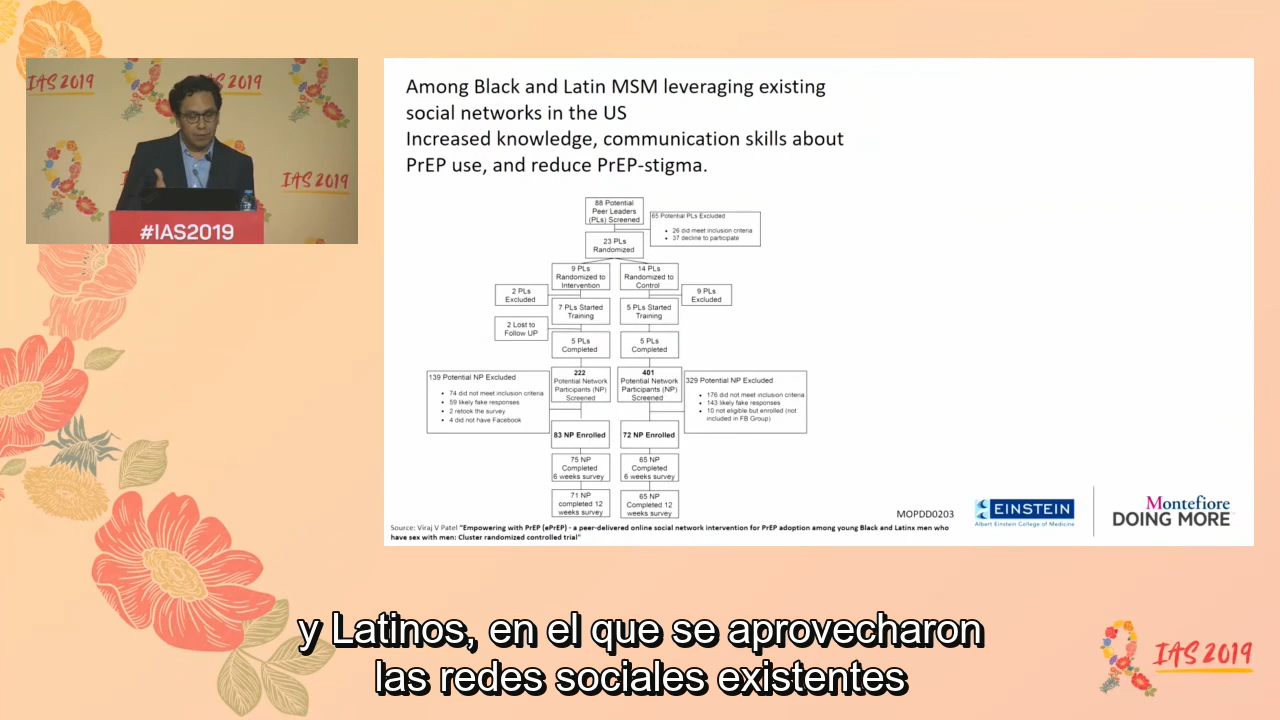 IAS 2019
IAS 2019
IAS 2019
#IAS2019
Among Black and Latin MSM leveraging existing
social networks in the US
Increased knowledge, communication skills about
PrEP use, and reduce PrEP-stigma.
88 Potential
Peer Leaders
(PLs) Screened
65 Potential PLs Excluded
• 26 did meet inclusion criteria
• 37 decline to participate
23 PLs
Randomized
9 PLs
Randomized to
Intervention
14 PLs
Randomized to
Control
2 PLs
Excluded
9 PLs
Excluded
7 PLs Started
Training
5 PLs Started
Training
2 Lost to
Follow UP
5 PLs
Completed
5 PLs
Completed
139 Potential NP Excluded
• 74 did not meet inclusion criteria
• 59 likely fake responses
• 2 retook the survey
• 4 did not have Facebook
222
Potential Network
Participants (NP)
Screened
401
Potential Network
Participants (NP)
Screened
329 Potential NP Excluded
• 176 did not meet inclusion criteria
• 143 likely fake responses
• 10 not eligible but enrolled (not
included in FB Group)
83 NP Enrolled
72 NP Enrolled
75 NP
Completed
6 weeks survey
65 NP
Completed
6 weeks survey
71 NP
completed 12
weeks survey
65 NP
completed 12
weeks survey
MOPDD0203
EINSTEIN
Albert Einstein College of Medicine
Montefiore
DOING MORE
Source: Viraj V Patel "Empowering with PrEP (ePrEP) - a peer-delivered online social network intervention for PrEP adoption among young Black and Latinx men who
have sex with men: Cluster randomized controlled trial"
y Latinos, en el que se aprovecharon
las redes sociales existentes
IAS 2019